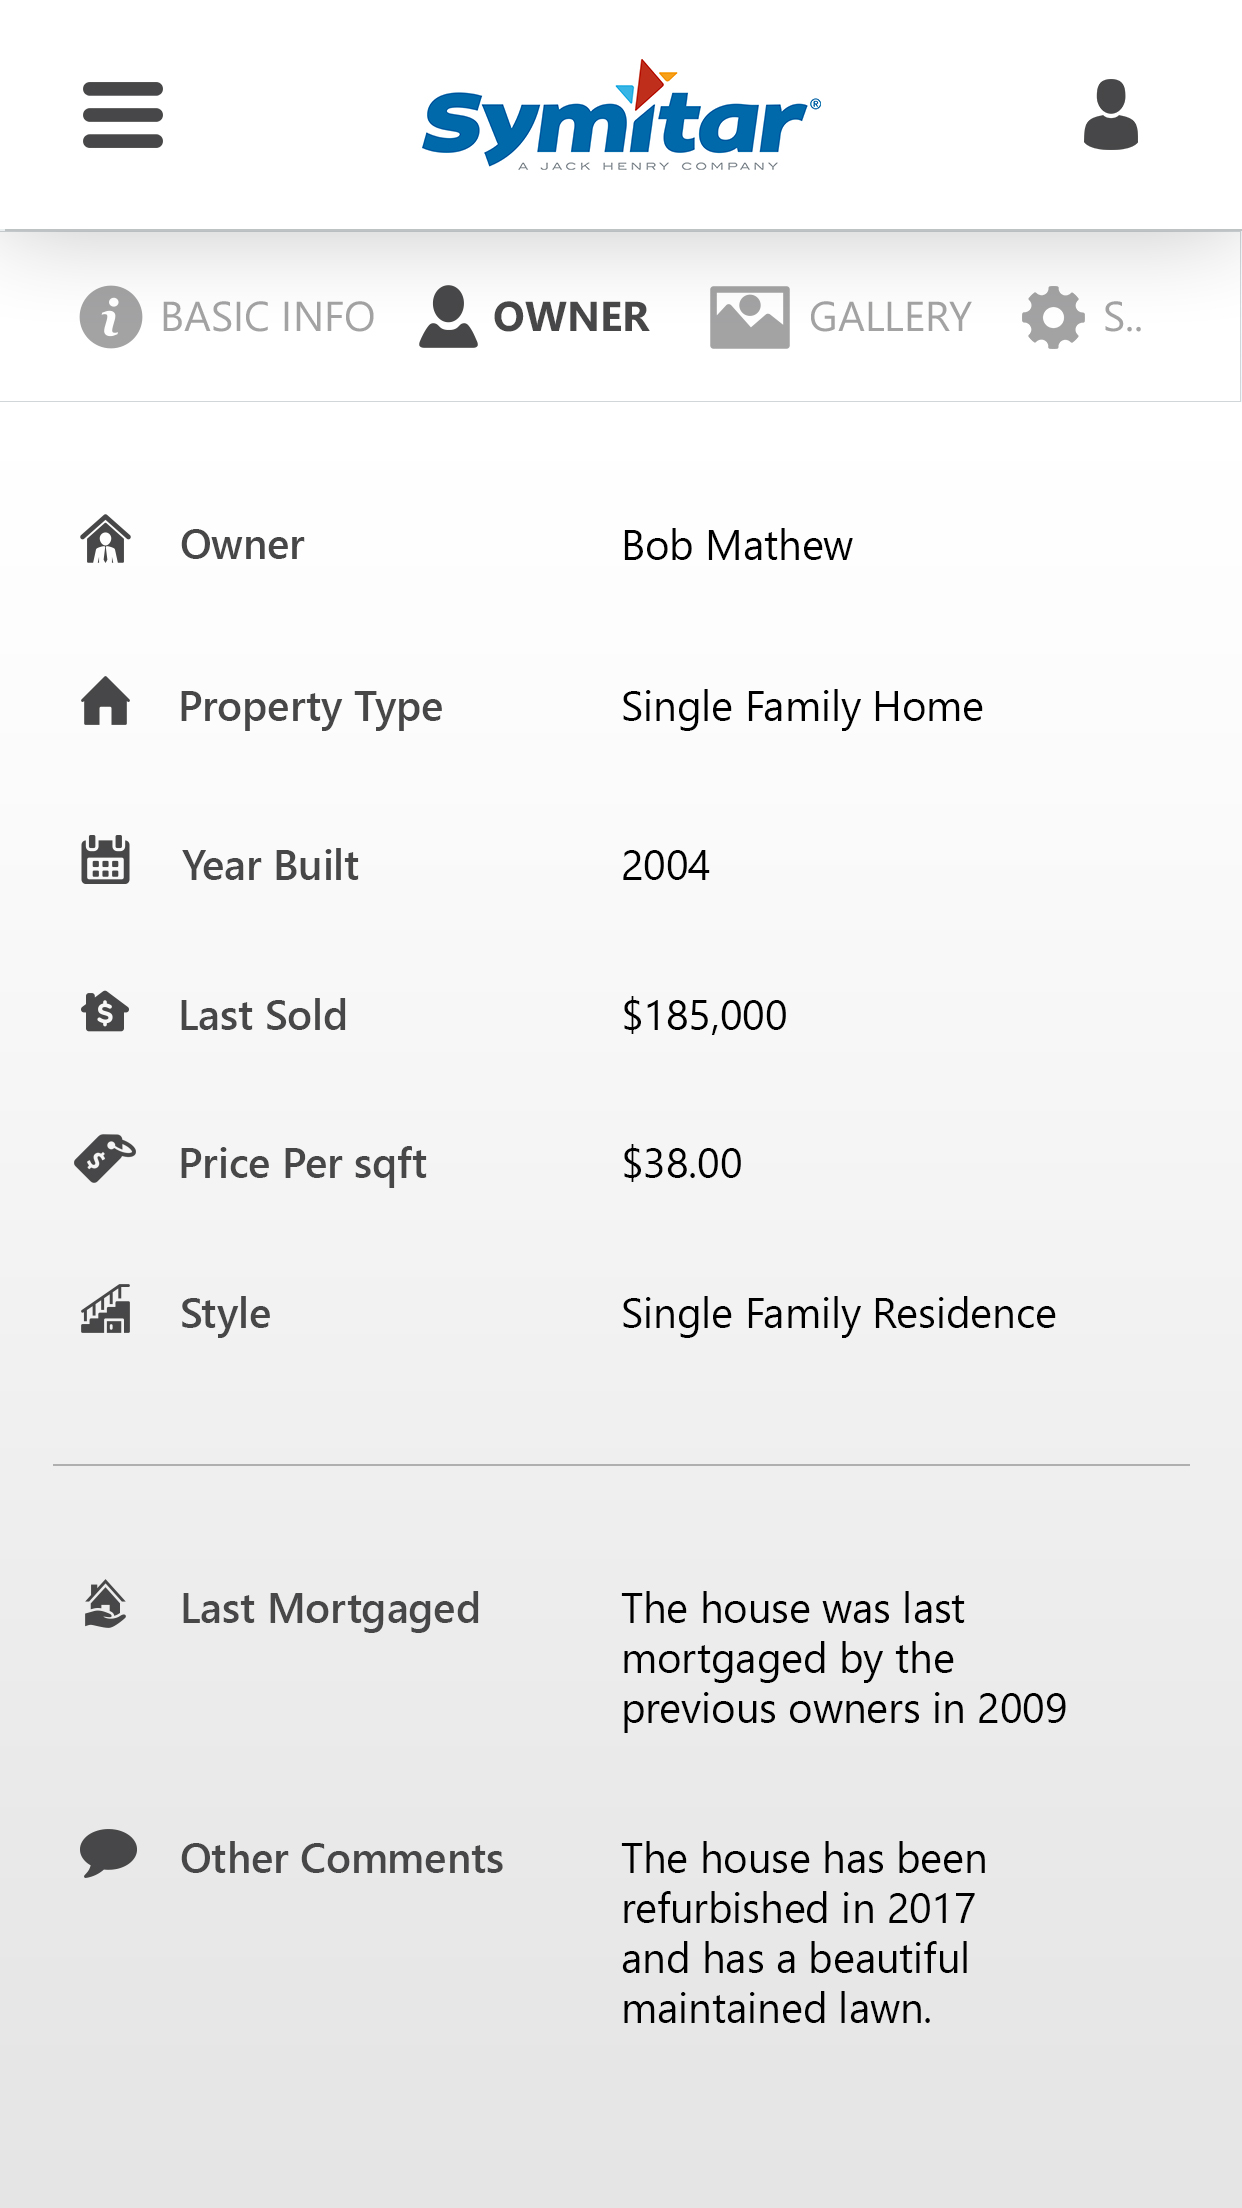 Symitar®
A JACK HENRY COMPANY
BASIC INFO OWNER GALLERY S..
Owner Bob Mathew
Property Type Single Family Home
Year Built 2004
Last Sold $185,000
Price Per sqft $38.00
Style Single Family Residence
Last Mortgaged The house was last
mortgaged by the
previous owners in 2009
Other Comments The house has been
refurbished in 2017
and has a beautiful
maintained lawn.